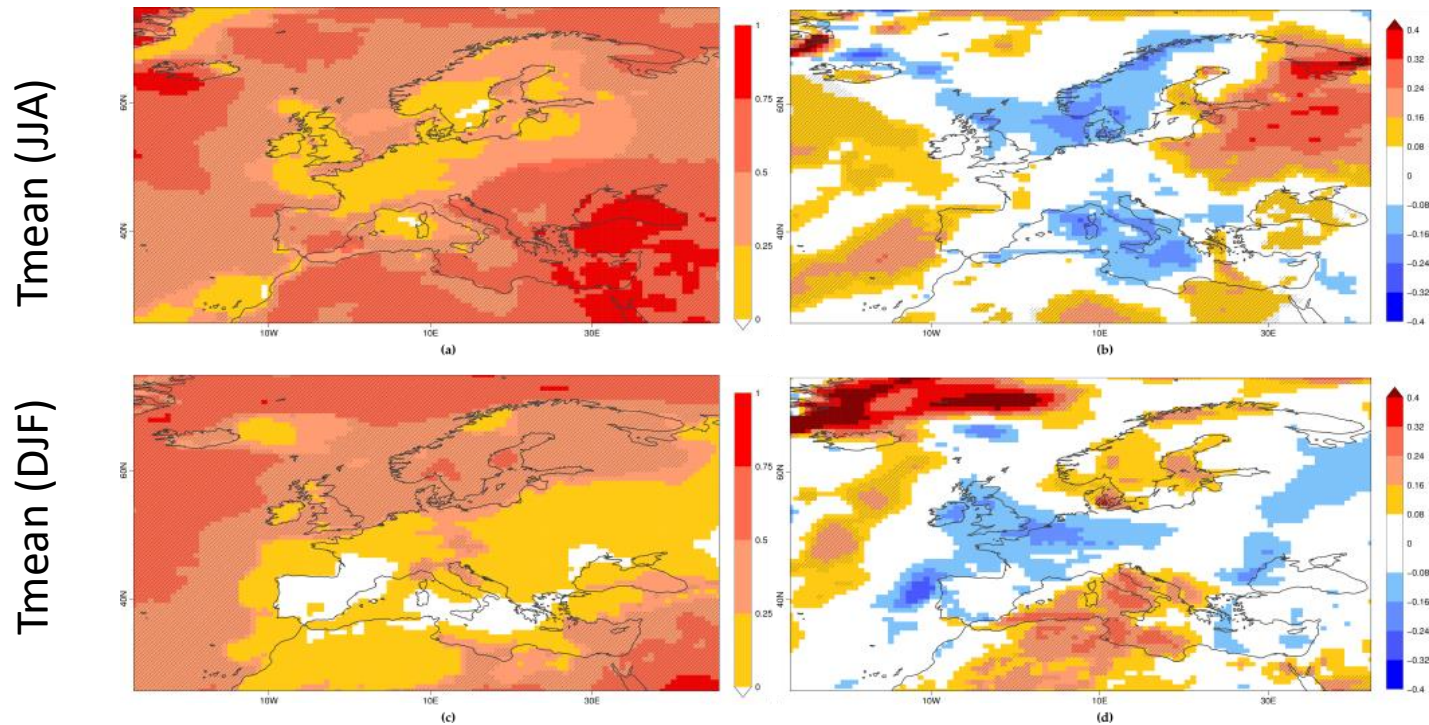 Tmean (JJA)
60N
40N
10W
10E
30E
(a)
1
0.75
0.5
0.25
0
60N
40N
10W
10E
30E
(b)
0.4
0.32
0.24
0.16
0.08
0
-0.08
-0.16
-0.24
-0.32
-0.4
Tmean (DJF)
60N
40N
10W
10E
30E
(c)
1
0.75
0.5
0.25
0
60N
40N
10W
10E
30E
(d)
0.4
0.32
0.24
0.16
0.08
0
-0.08
-0.16
-0.24
-0.32
-0.4